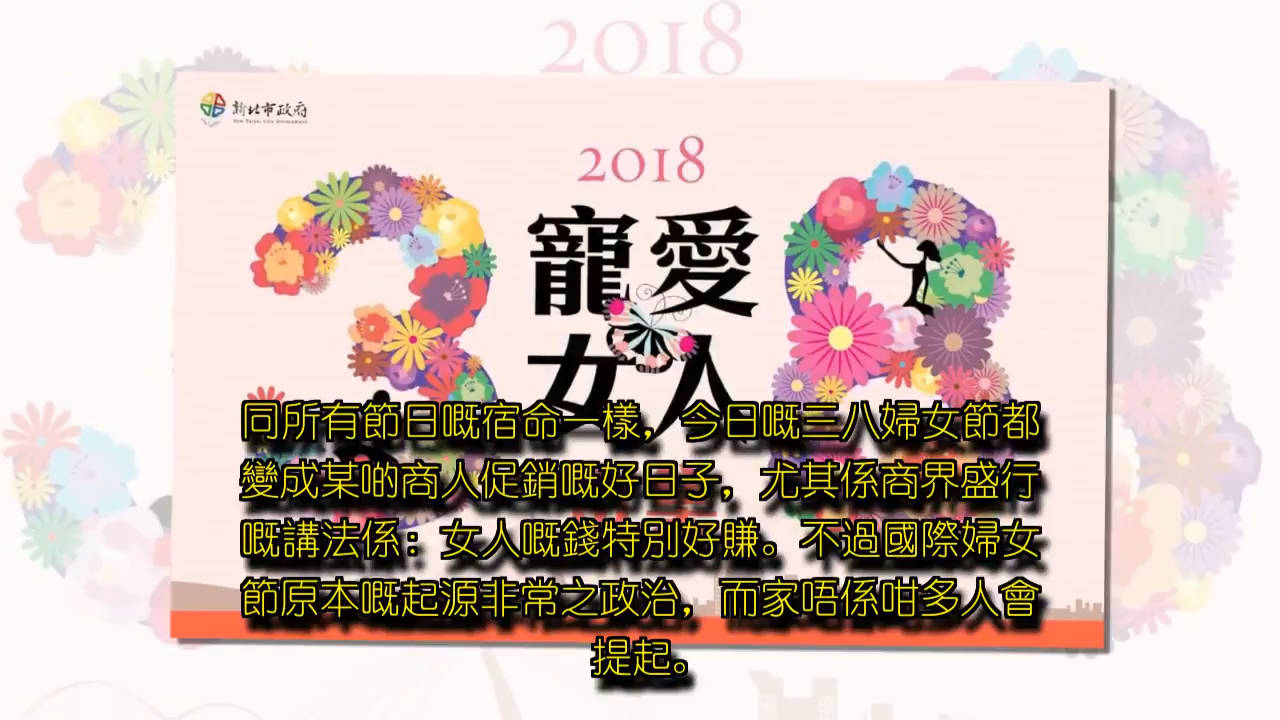 2018
新北市政府
New Taipei City Government
2018
寵愛
女人
同所有節日嘅宿命一樣，今日嘅三八婦女節都
變成某啲商人促銷嘅好日子，尤其係商界盛行
嘅講法係：女人嘅錢特別好賺。不過國際婦女
節原本嘅起源非常之政治，而家唔係咁多人會
提起。